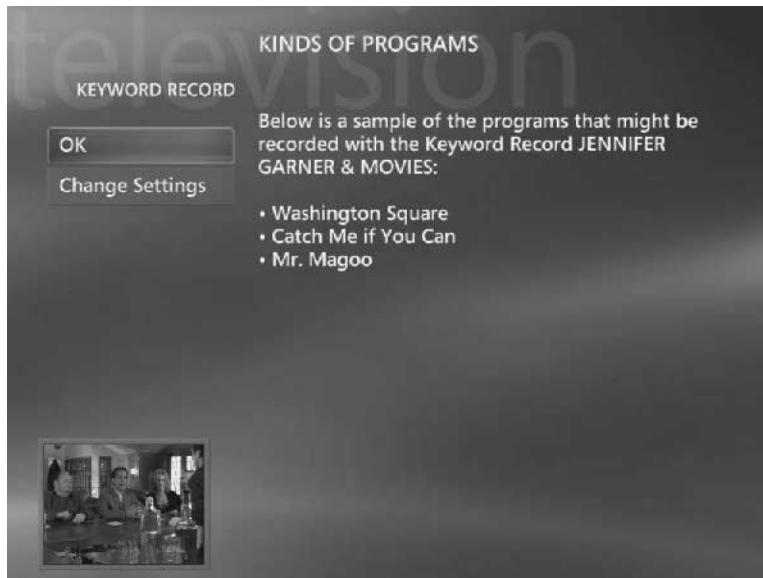 television
KINDS OF PROGRAMS
KEYWORD RECORD
OK
Change Settings
Below is a sample of the programs that might be
recorded with the Keyword Record JENNIFER
GARNER & MOVIES:
• Washington Square
• Catch Me if You Can
• Mr. Magoo